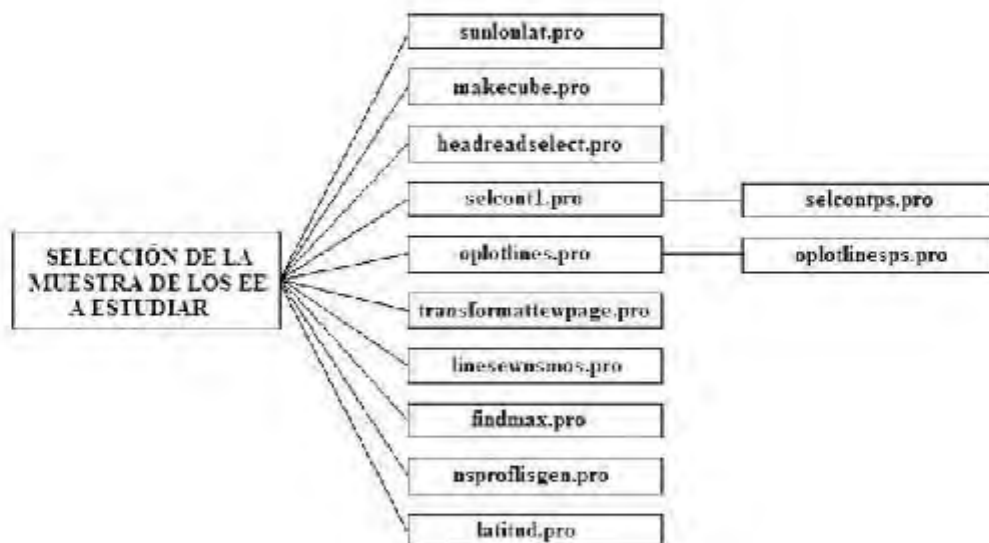 SELECCIÓN DE LA
MUESTRA DE LOS EE
A ESTUDIAR
sunlonlat.pro
makecube.pro
headreadselect.pro
selcont1.pro
selcontps.pro
oplotlines.pro
oplotlinesps.pro
transformattewpage.pro
linesewnsmos.pro
findmax.pro
nsproflisgen.pro
latitud.pro